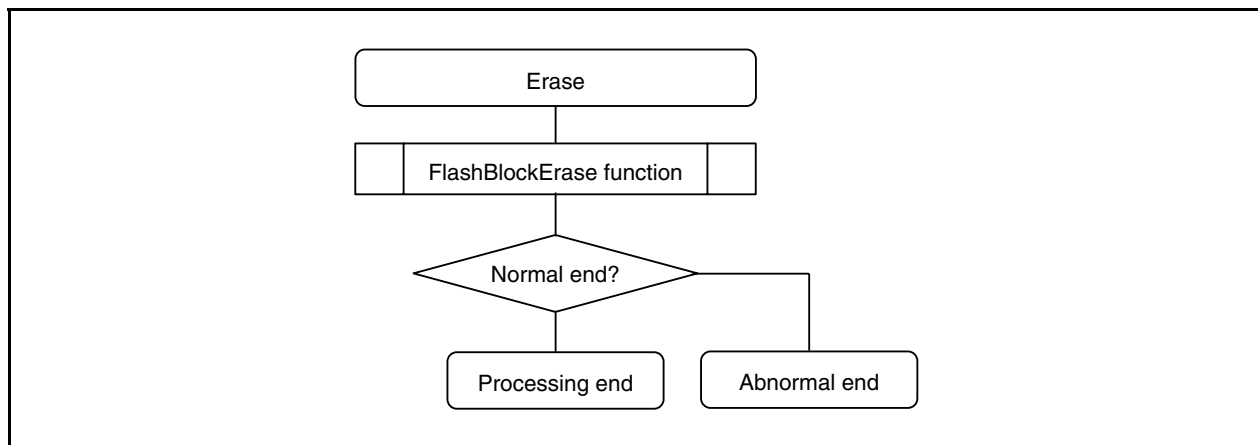 Erase
FlashBlockErase function
Normal end?
Processing end
Abnormal end